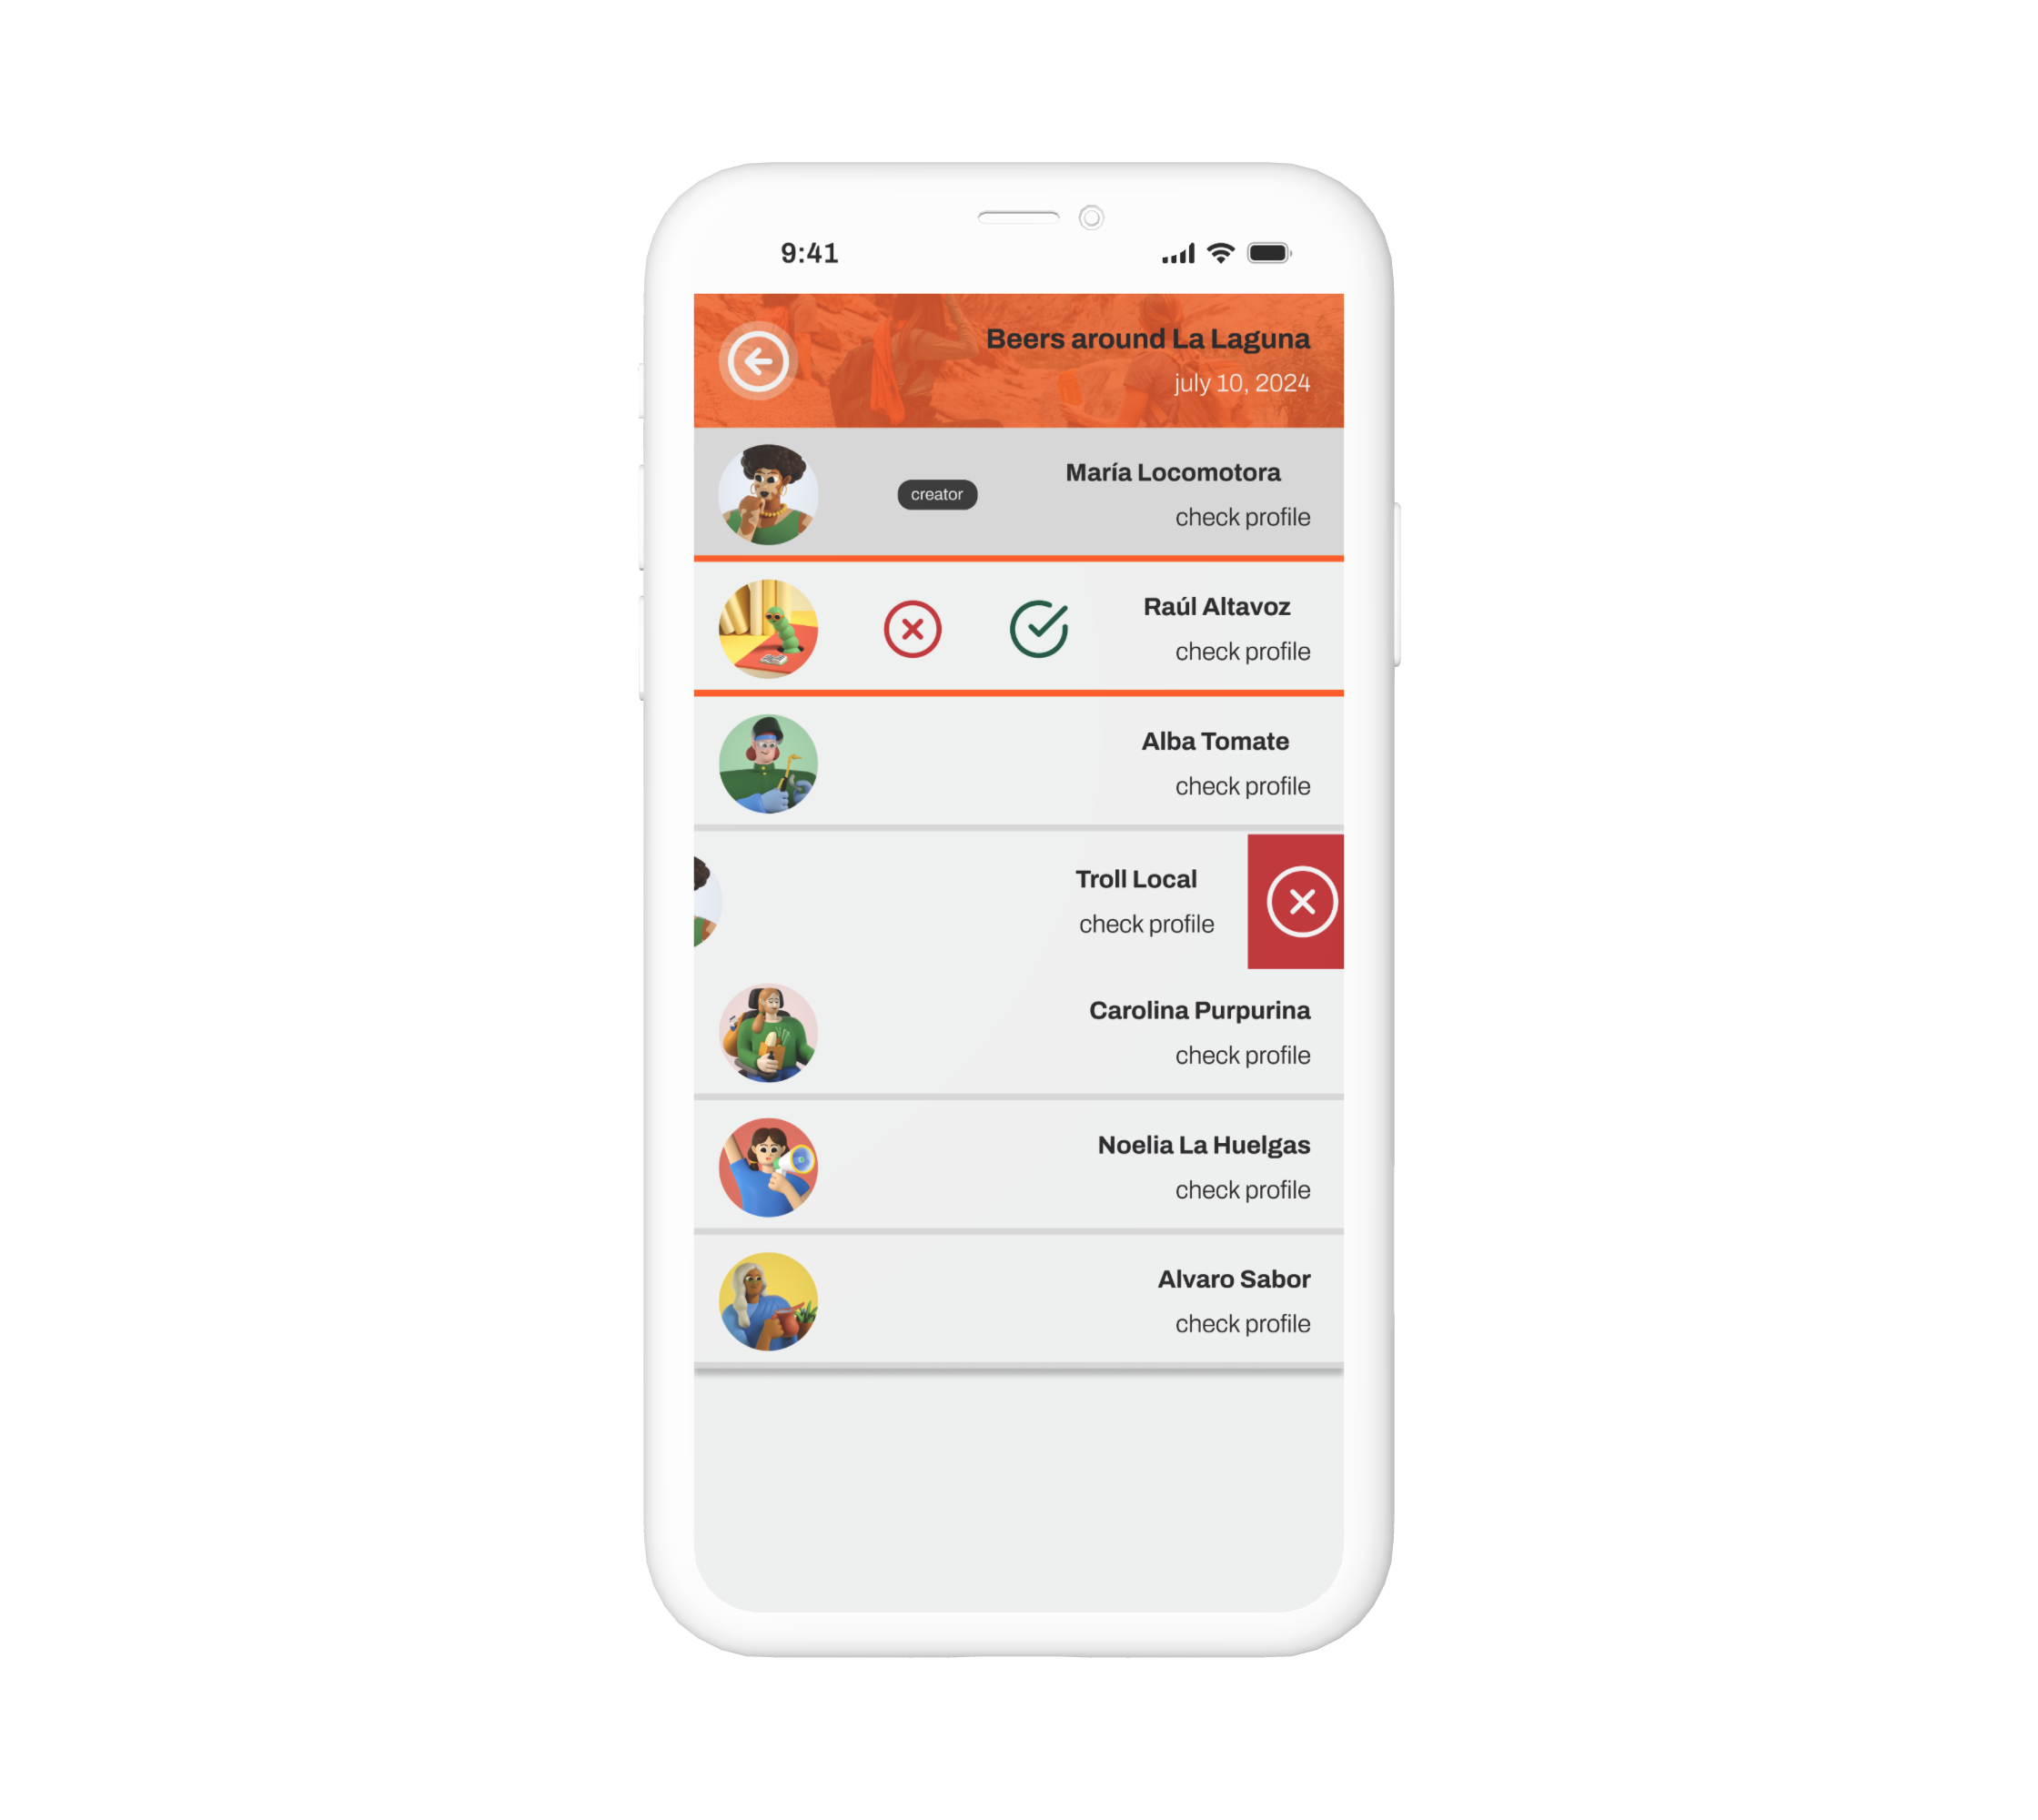 9:41
Beers around La Laguna
july 10, 2024
María Locomotora
creator
check profile
Raúl Altavoz
check profile
Alba Tomate
check profile
Troll Local
check profile
Carolina Purpurina
check profile
Noelia La Huelgas
check profile
Alvaro Sabor
check profile